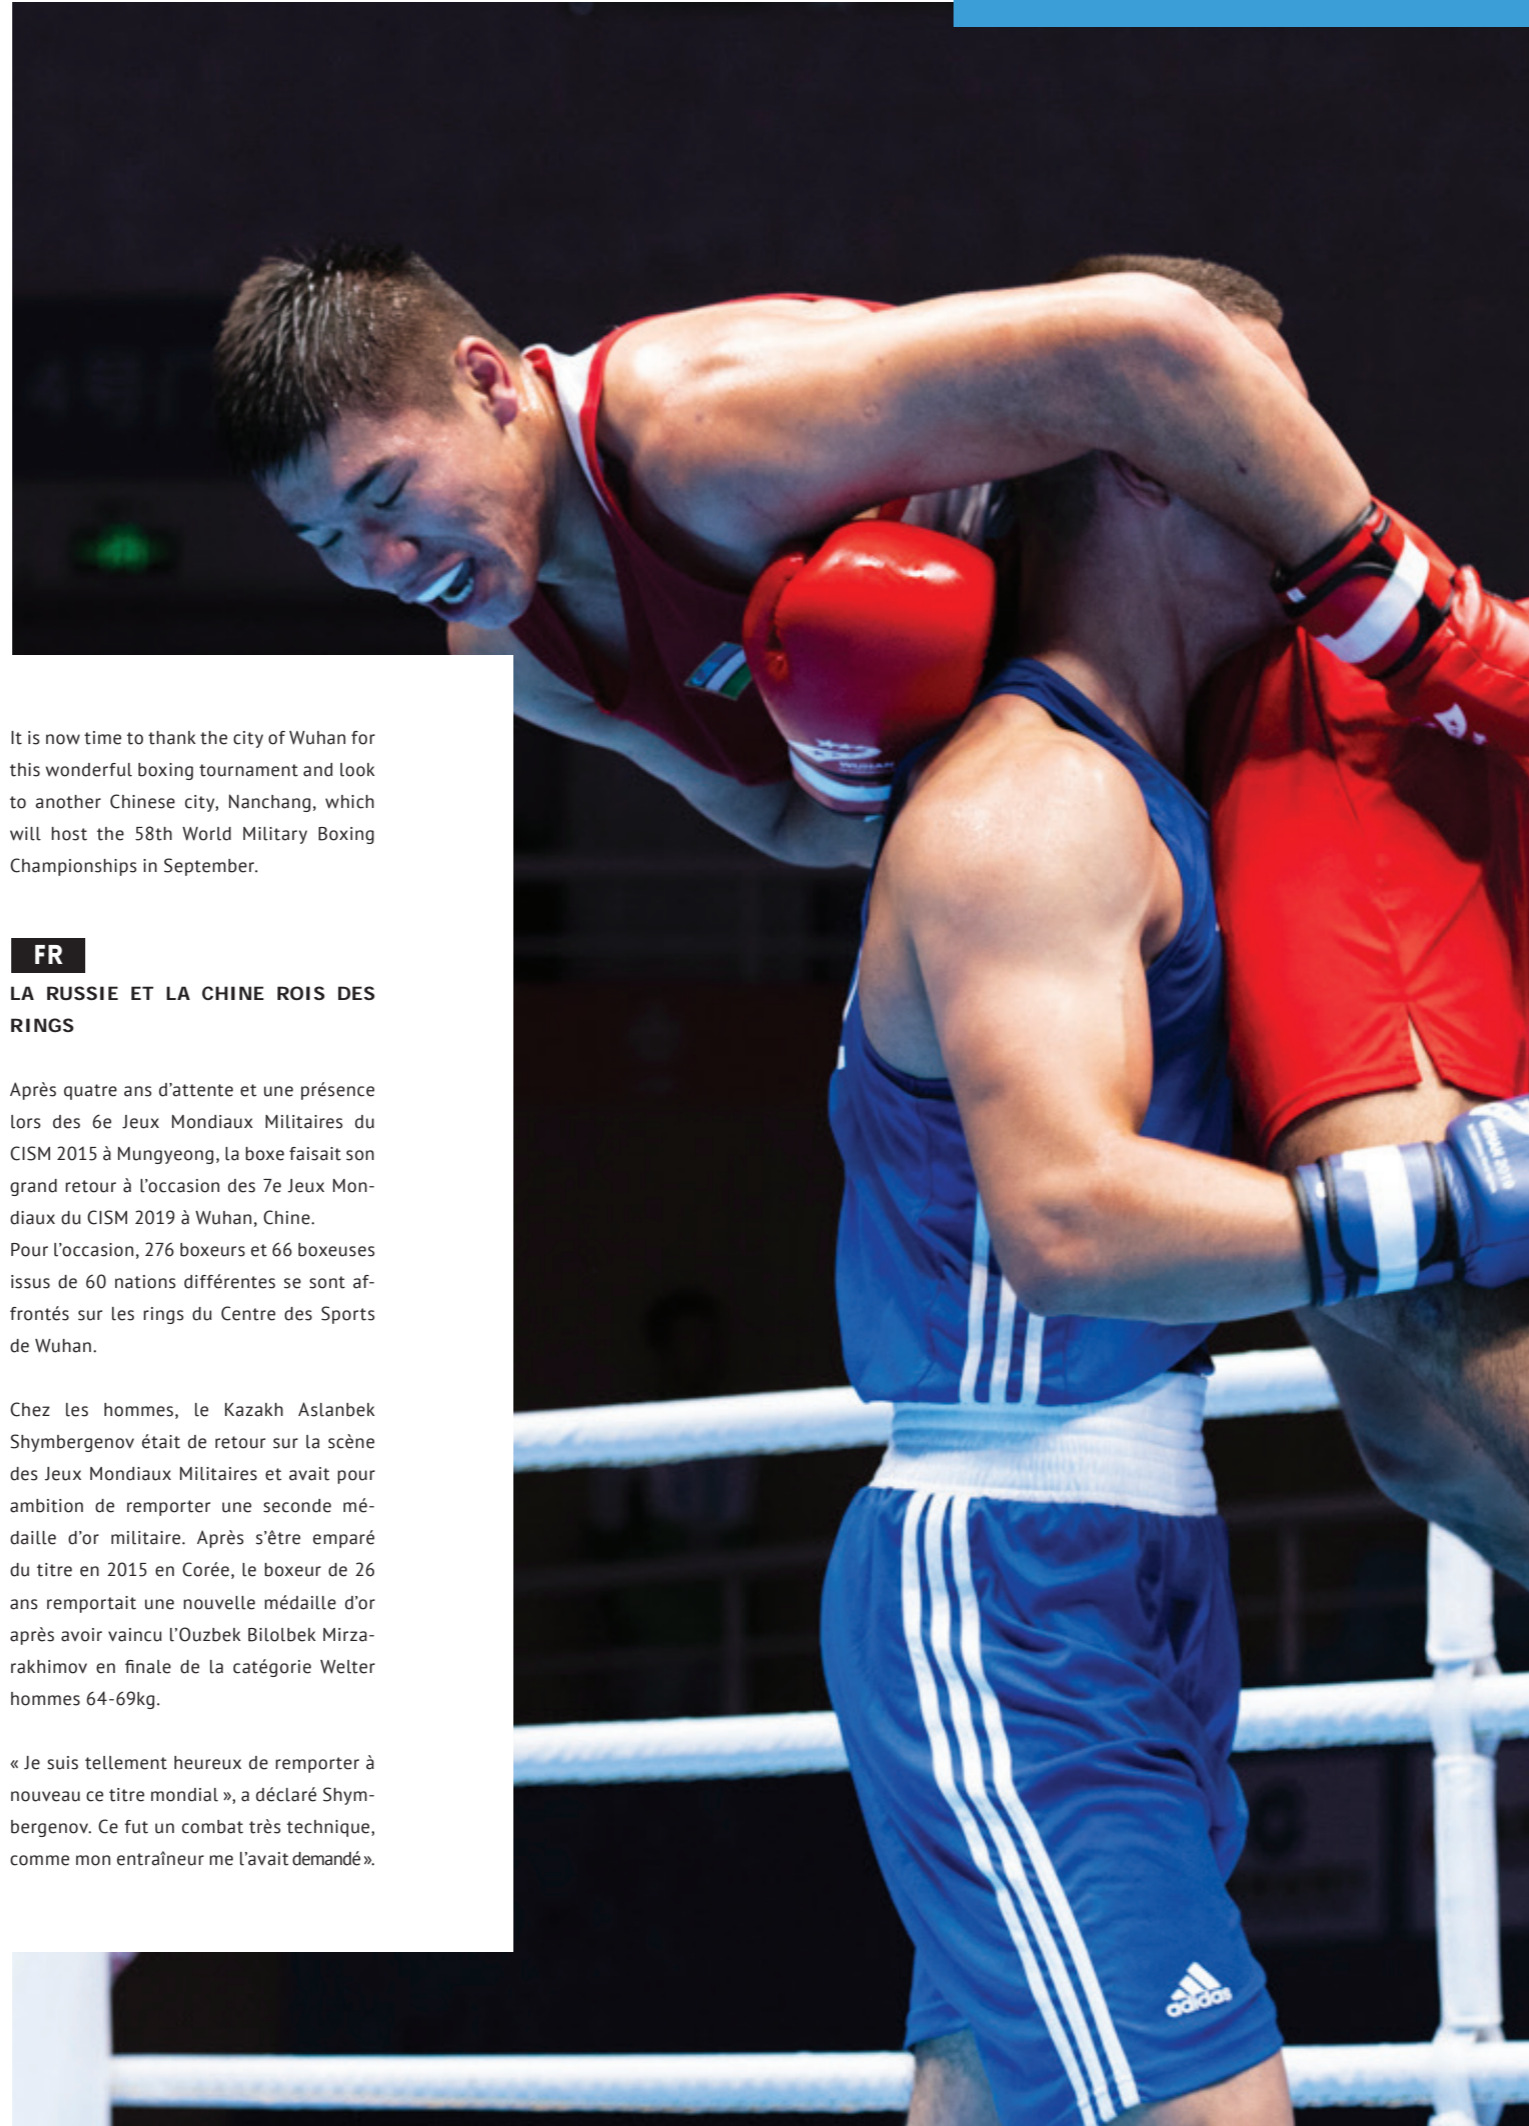 It is now time to thank the city of Wuhan for
this wonderful boxing tournament and look
to another Chinese city, Nanchang, which
will host the 58th World Military Boxing
Championships in September.
FR
LA RUSSIE ET LA CHINE ROIS DES
RINGS
Après quatre ans d’attente et une présence
lors des 6e Jeux Mondiaux Militaires du
CISM 2015 à Mungyeong, la boxe faisait son
grand retour à l’occasion des 7e Jeux Mon-
diaux du CISM 2019 à Wuhan, Chine.
Pour l’occasion, 276 boxeurs et 66 boxeuses
issus de 60 nations différentes se sont af-
frontés sur les rings du Centre des Sports
de Wuhan.
Chez les hommes, le Kazakh Aslanbek
Shymbergenov était de retour sur la scène
des Jeux Mondiaux Militaires et avait pour
ambition de remporter une seconde mé-
daille d’or militaire. Après s’être emparé
du titre en 2015 en Corée, le boxeur de 26
ans remportait une nouvelle médaille d’or
après avoir vaincu l’Ouzbek Bilolbek Mirza-
rakhimov en finale de la catégorie Welter
hommes 64-69kg.
« Je suis tellement heureux de remporter à
nouveau ce titre mondial », a déclaré Shym-
bergenov. Ce fut un combat très technique,
comme mon entraîneur me l’avait demandé ».
WUHAN
WUHAN 2019
adidas